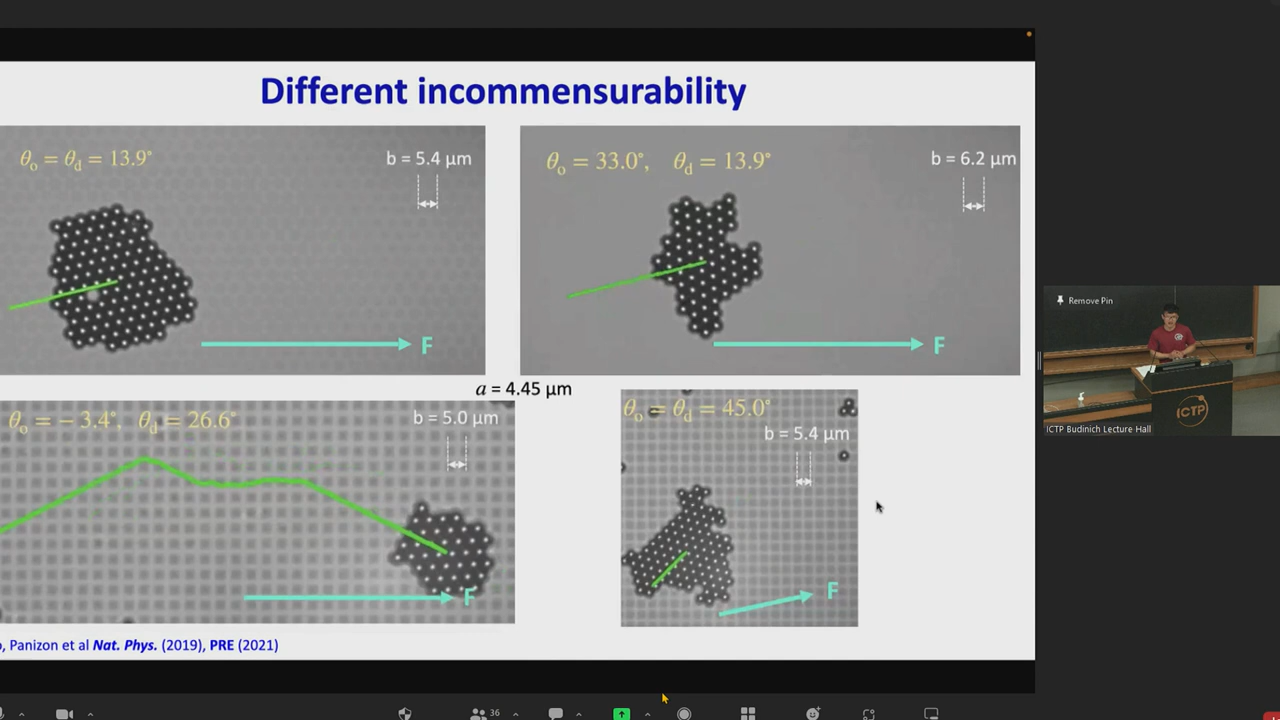 Different incommensurability
θo = θd = 13.9°
b = 5.4 μm
F
θo = 33.0°, θd = 13.9°
b = 6.2 μm
F
a = 4.45 μm
θo = − 3.4°, θd = 26.6°
b = 5.0 μm
F
θo = θd = 45.0°
b = 5.4 μm
F
, Panizon et al Nat. Phys. (2019), PRE (2021)
Remove Pin
ICTP
ICTP Budinich Lecture Hall
36